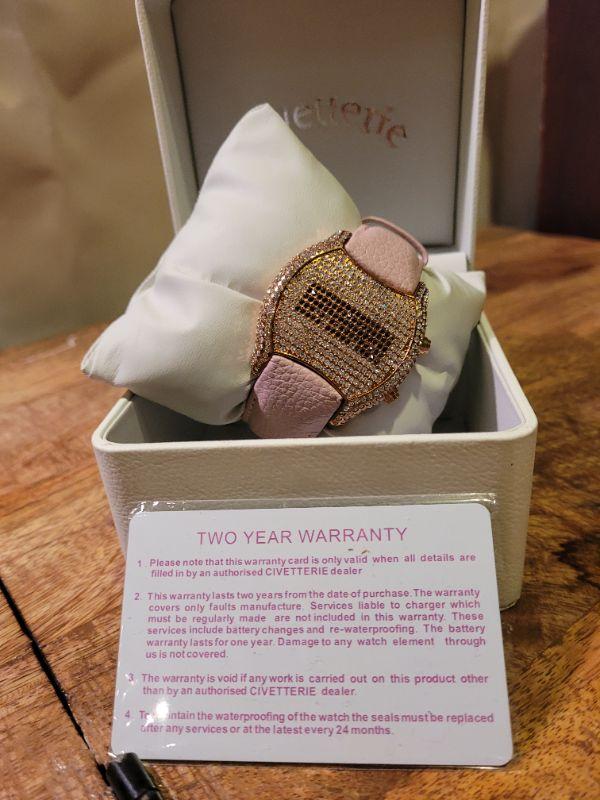 etterie
TWO YEAR WARRANTY
1. Please note that this warranty card is only valid when all details are
filled in by an authorised CIVETTERIE dealer
2. This warranty lasts two years from the date of purchase. The warranty
covers only faults manufacture. Services liable to charger which
must be regularly made are not included in this warranty. These
services include battery changes and re-waterproofing. The battery
warranty lasts for one year. Damage to any watch element through
us is not covered.
3. The warranty is void if any work is carried out on this product other
than by an authorised CIVETTERIE dealer.
4. To maintain the waterproofing of the watch the seals must be replaced
after any services or at the latest every 24 months.